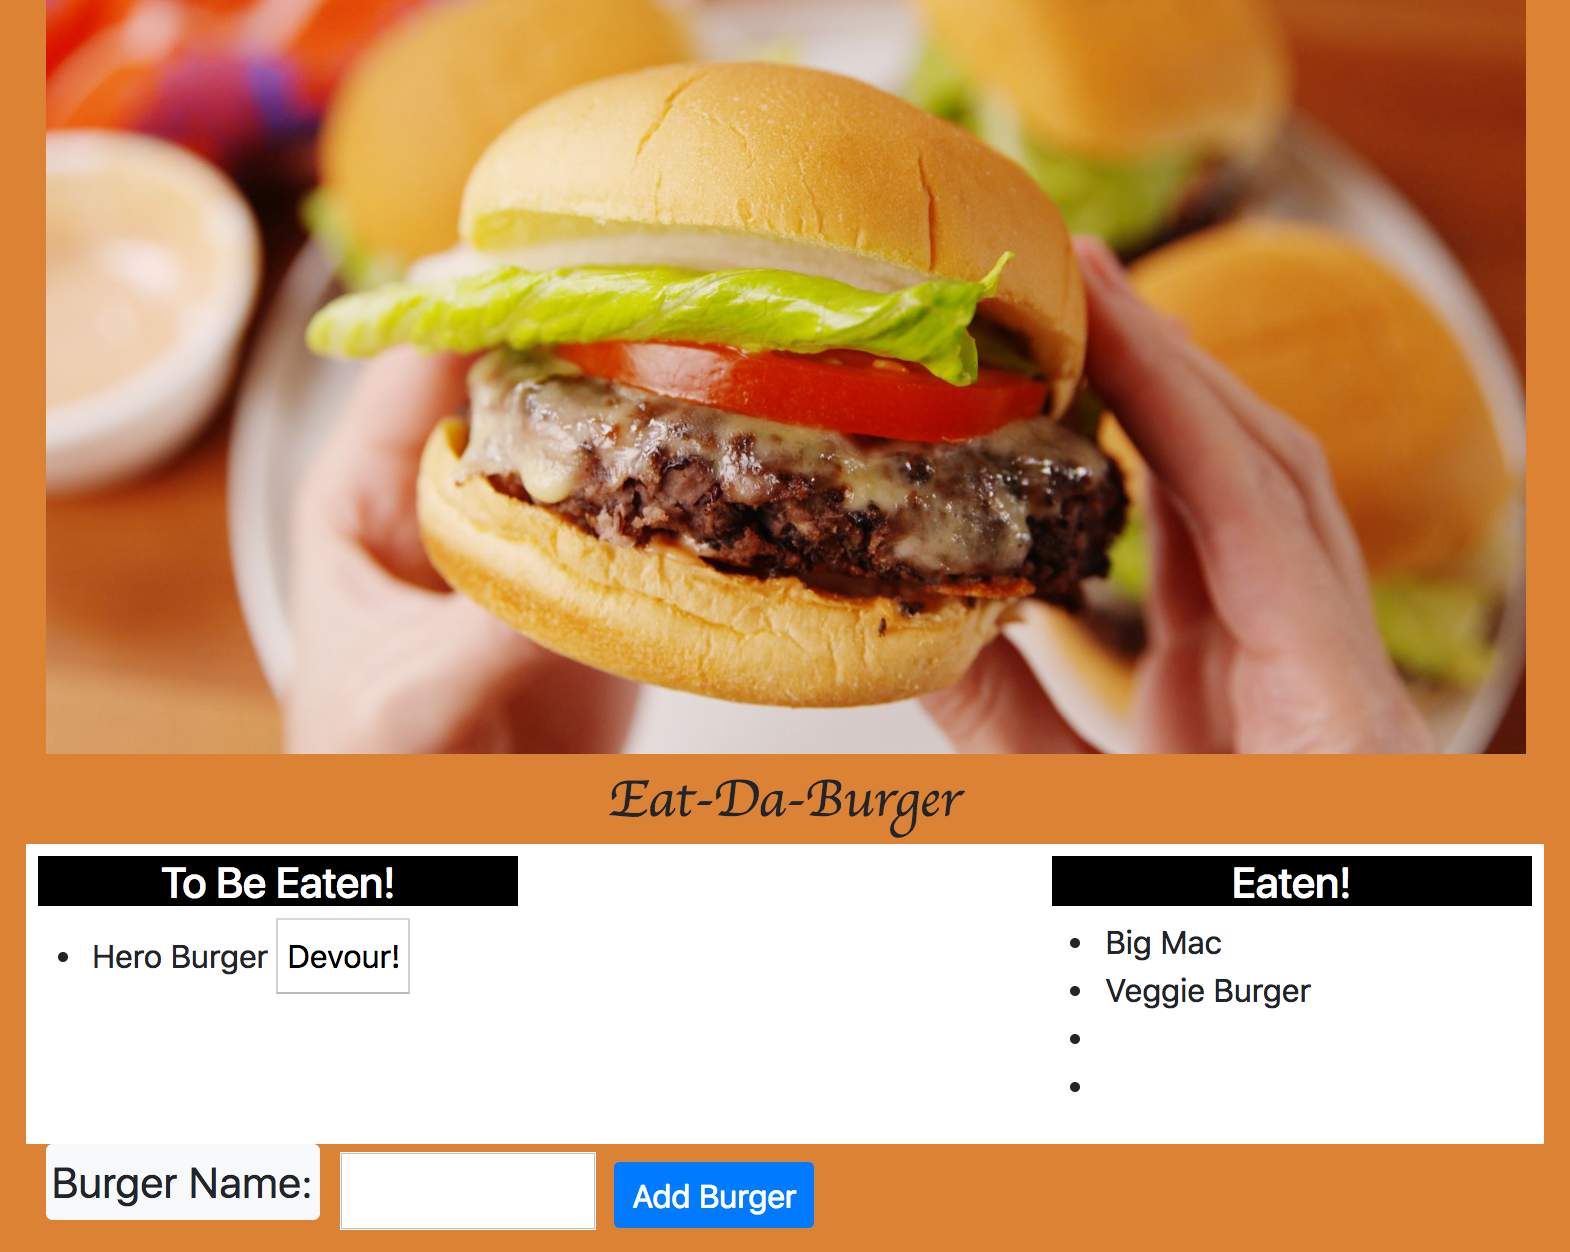 Eat-Da-Burger
To Be Eaten!
Hero Burger Devour!
Eaten!
Big Mac
Veggie Burger
Burger Name:
Add Burger